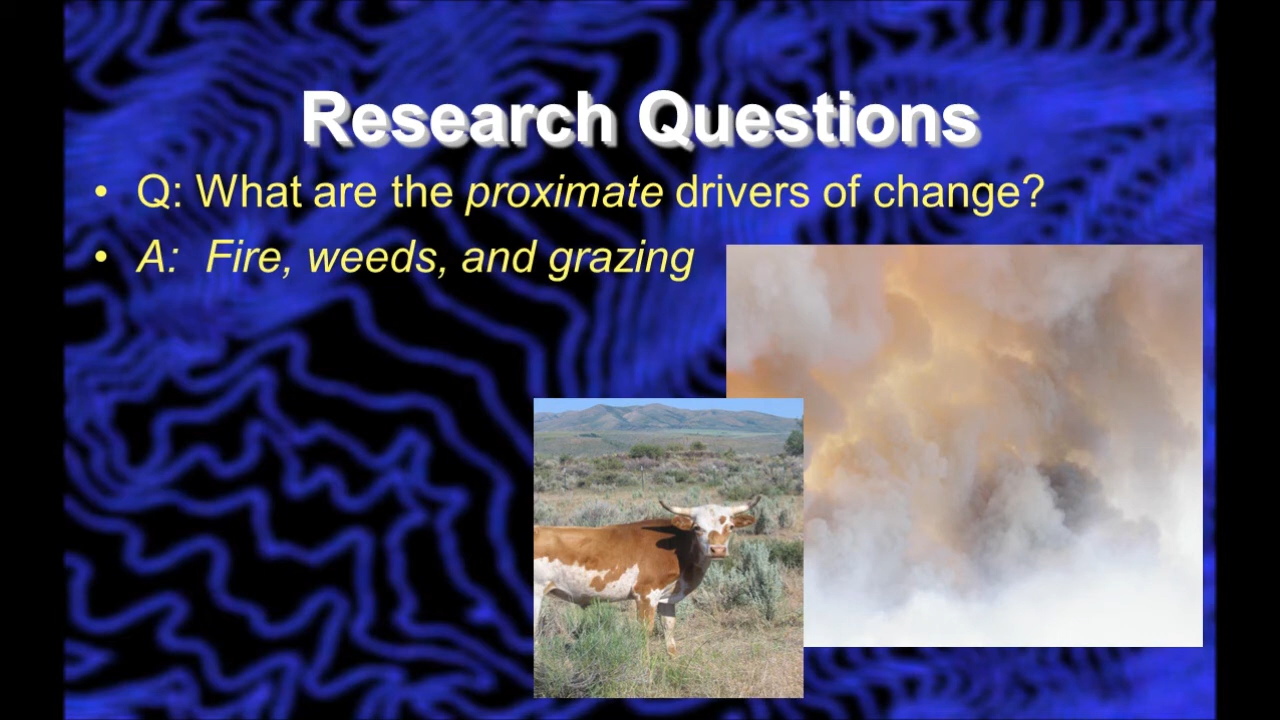 Research Questions
• Q: What are the proximate drivers of change?
• A: Fire, weeds, and grazing